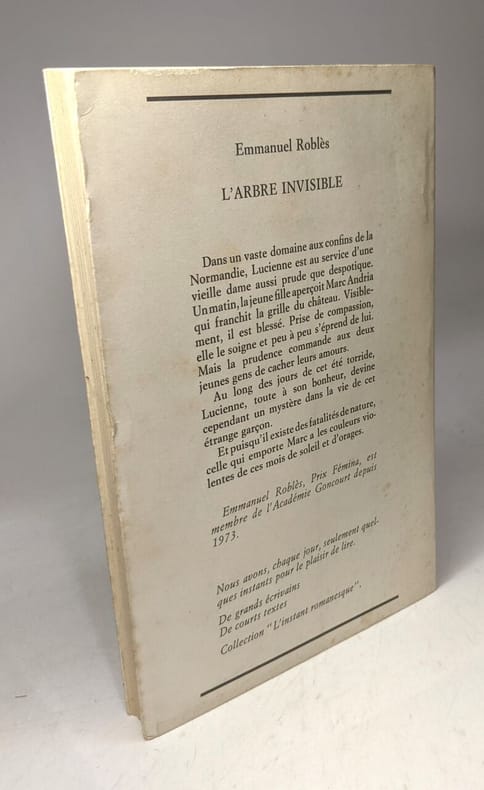 Emmanuel Roblès
L'ARBRE INVISIBLE
Dans un vaste domaine aux confins de la
Normandie, Lucienne est au service d'une
vieille dame aussi prude que despotique.
Un matin, la jeune fille aperçoit Marc Andria
qui franchit la grille du château. Visible-
ment, il est blessé. Prise de compassion,
elle le soigne et peu à peu s'éprend de lui.
Mais la prudence commande aux deux
jeunes gens de cacher leurs amours.
Au long des jours de cet été torride,
Lucienne, toute à son bonheur, devine
cependant un mystère dans la vie de cet
étrange garçon.
Et puisqu'il existe des fatalités de nature,
celle qui emporte Marc a les couleurs vio-
lentes de ces mois de soleil et d'orages.
Emmanuel Roblès, Prix Fémina, est
membre de l'Académie Goncourt depuis
1973.
Nous avons, chaque jour, seulement quel-
ques instants pour le plaisir de lire.
De grands écrivains
De courts textes
Collection "L'instant romanesque".